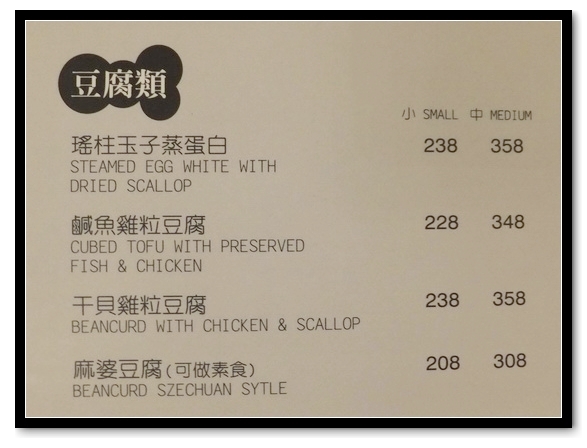 豆腐類
小 SMALL 中 MEDIUM
瑤柱玉子蒸蛋白 238 358
STEAMED EGG WHITE WITH
DRIED SCALLOP
鹹魚雞粒豆腐 228 348
CUBED TOFU WITH PRESERVED
FISH & CHICKEN
干貝雞粒豆腐 238 358
BEANCURD WITH CHICKEN & SCALLOP
麻婆豆腐(可做素食) 208 308
BEANCURD SZECHUAN SYTLE